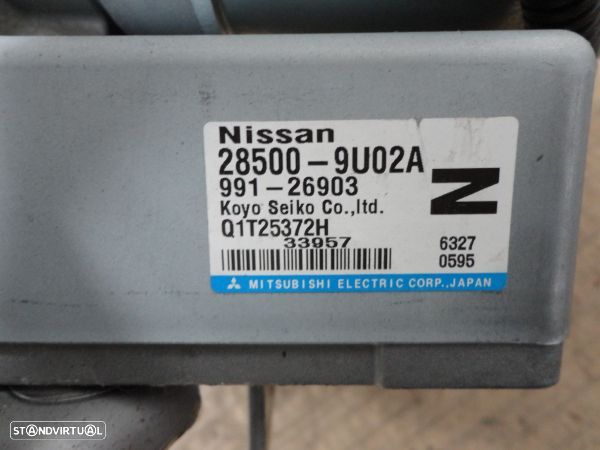 Nissan
28500-9U02A
991-26903
Koyo Seiko Co.,ltd.
Q1T25372H
33957
N
6327
0595
MITSUBISHI ELECTRIC CORP., JAPAN
STANDVIRTUAL